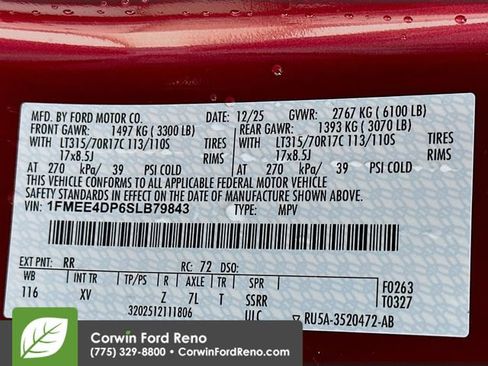 MFD. BY FORD MOTOR CO.
DATE: 12/25 GVWR: 2767 KG ( 6100 LB)
FRONT GAWR: 1497 KG ( 3300 LB) REAR GAWR: 1393 KG ( 3070 LB)
WITH LT315/70R17C 113/110S TIRES WITH LT315/70R17C 113/110S TIRES
17x8.5J RIMS 17x8.5J RIMS
AT 270 kPa/ 39 PSI COLD AT 270 kPa/ 39 PSI COLD
THIS VEHICLE CONFORMS TO ALL APPLICABLE FEDERAL MOTOR VEHICLE
SAFETY STANDARDS IN EFFECT ON THE DATE OF MANUFACTURE SHOWN ABOVE.
VIN: 1FMEE4DP6SLB79843 TYPE: MPV
EXT PNT: RR RC: 72 DSO: F0263
WB INT TR TP/PS R AXLE TR SPR T0327
116 XV Z 7L T SSRR
3202512111806 ULC ▽ RU5A-3520472-AB
Corwin Ford Reno
(775) 329-8800 • CorwinFordReno.com